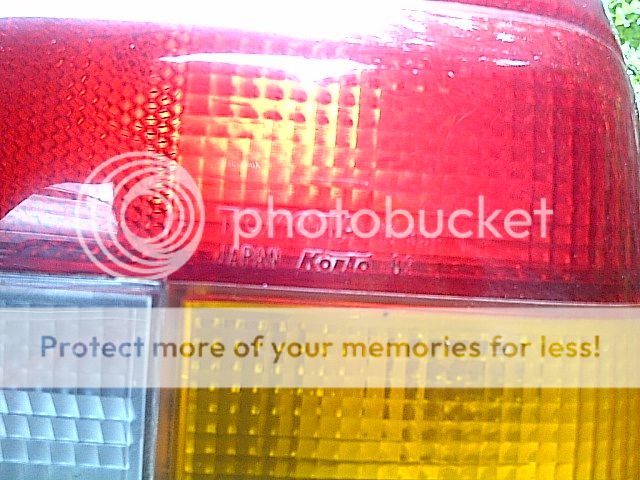 photobucket
JAPAN Koito
Protect more of your memories for less!